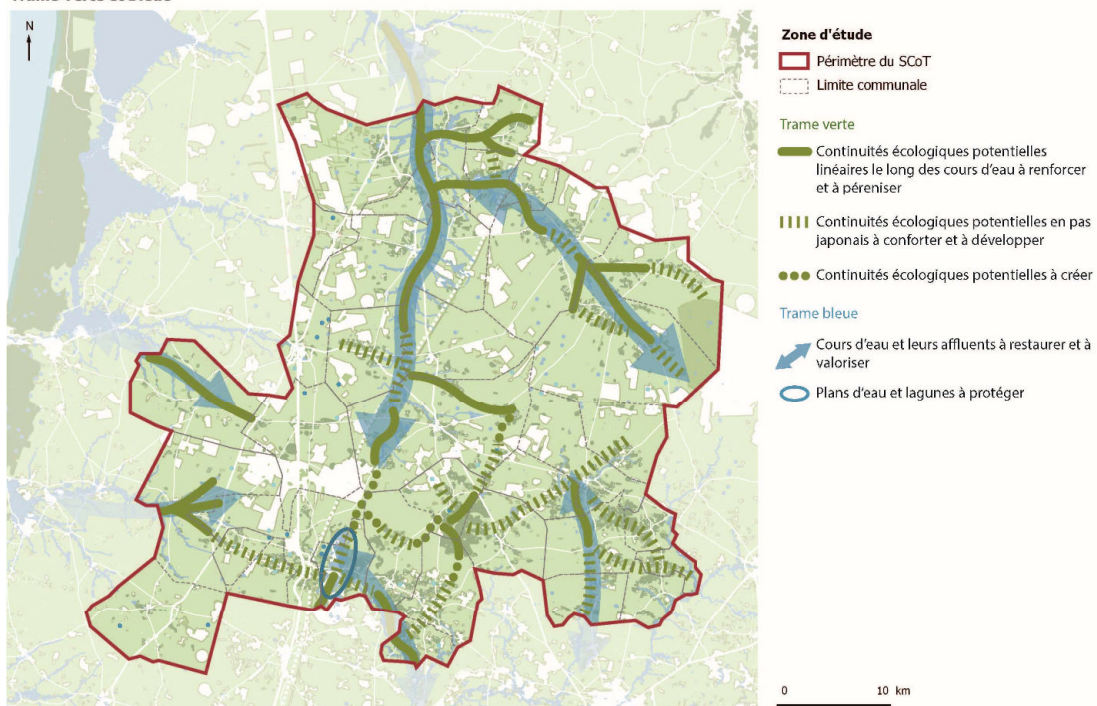 N
Zone d'étude
Périmètre du SCoT
Limite communale
Trame verte
Continuités écologiques potentielles
linéaires le long des cours d'eau à renforcer
et à péreniser
Continuités écologiques potentielles en pas
japonais à conforter et à développer
Continuités écologiques potentielles à créer
Trame bleue
Cours d'eau et leurs affluents à restaurer et à
valoriser
Plans d'eau et lagunes à protéger
0 10 km